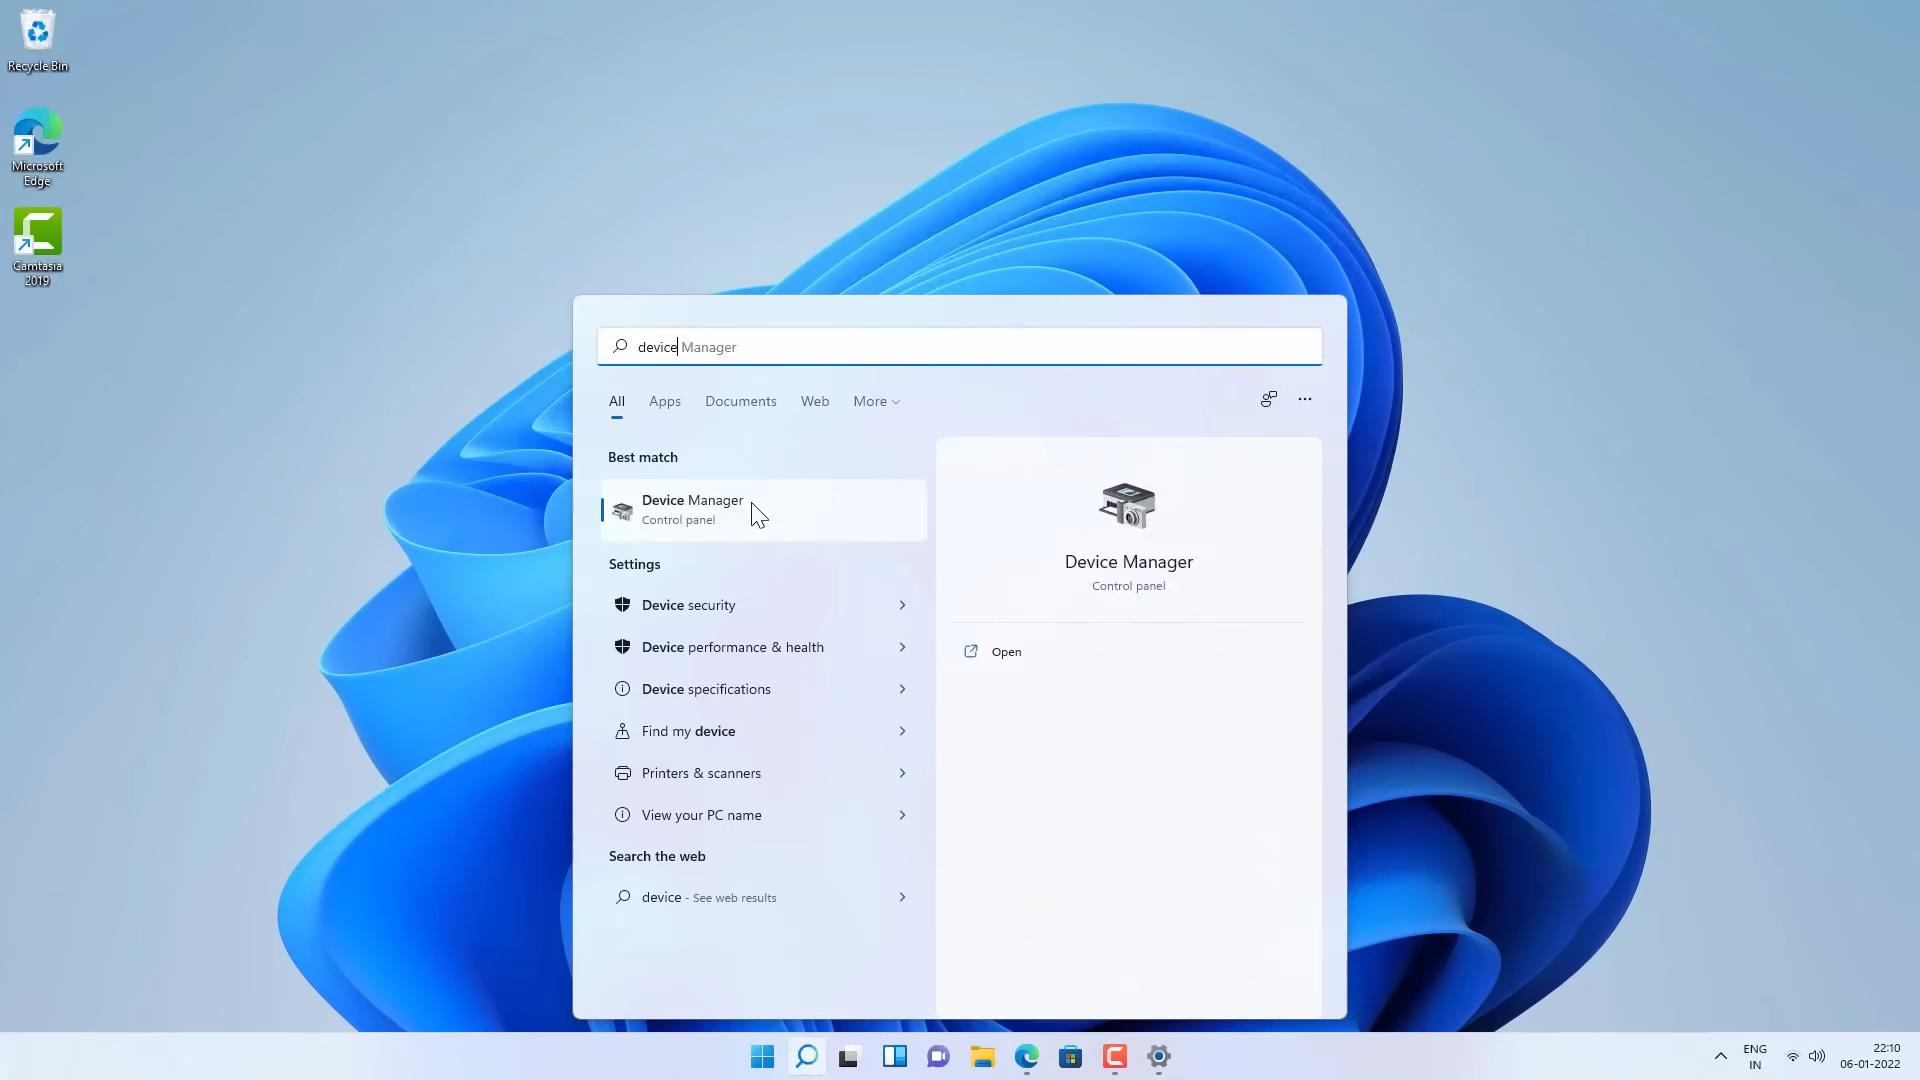 Recycle Bin
Microsoft
Edge
Camtasia
2019
device Manager
All Apps Documents Web More
Best match
Device Manager
Control panel
Settings
Device security
Device performance & health
Device specifications
Find my device
Printers & scanners
View your PC name
Search the web
device - See web results
Device Manager
Control panel
Open
ENG
IN
22:10
06-01-2022